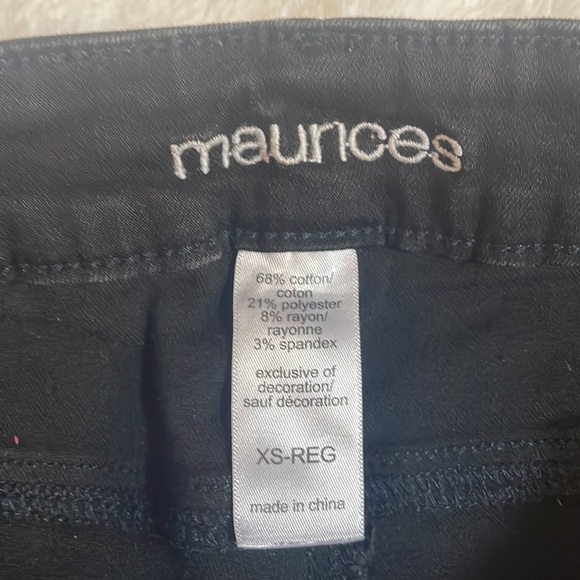 maurices
68% cotton/
coton
21% polyester
8% rayon/
rayonne
3% spandex
exclusive of
decoration/
sauf décoration
XS-REG
made in china